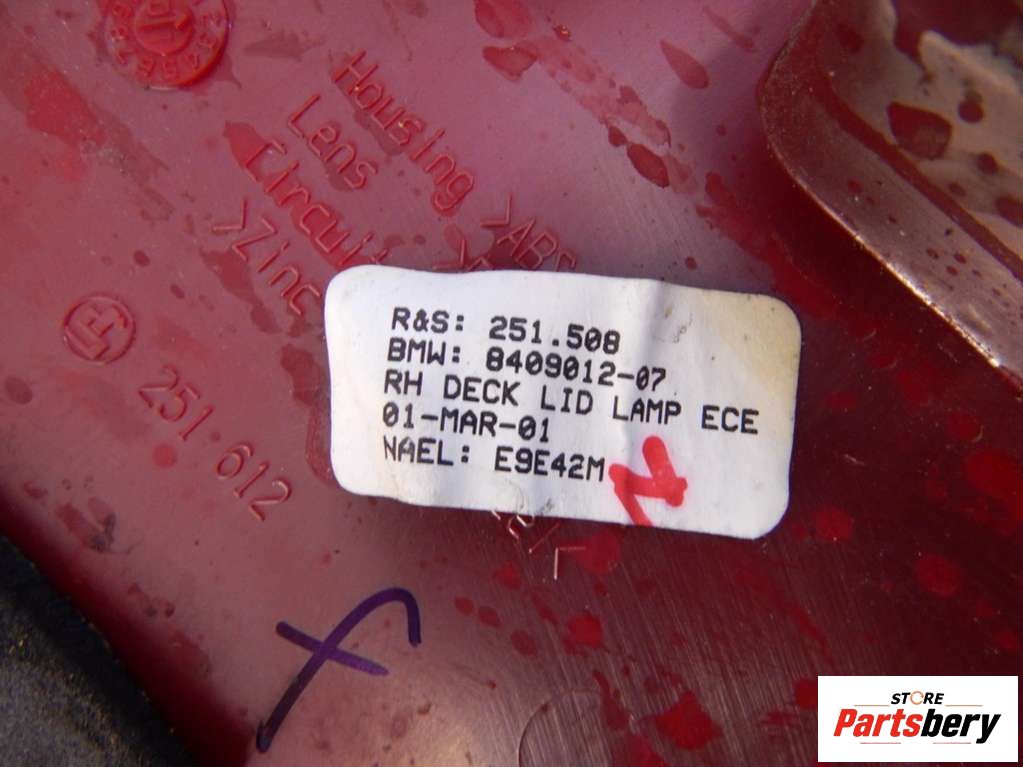 Housing >ABS
Lens
Circuit
>Zinc
251.612
R&S: 251.508
BMW: 8409012-07
RH DECK LID LAMP ECE
01-MAR-01
NAEL: E9E42M
STORE
Partsbery